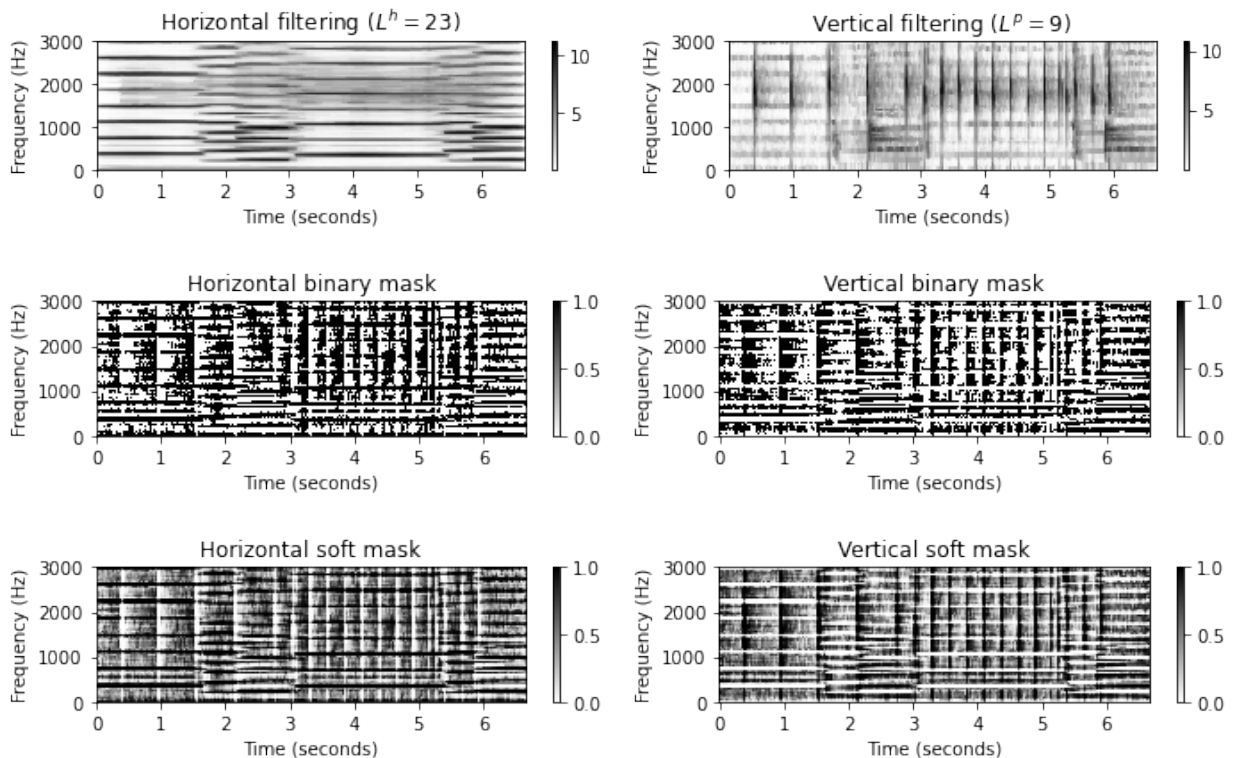 Horizontal filtering (L^h = 23)
Frequency (Hz)
3000
2000
1000
0
0 1 2 3 4 5 6
Time (seconds)
10
5
Vertical filtering (L^p = 9)
Frequency (Hz)
3000
2000
1000
0
0 1 2 3 4 5 6
Time (seconds)
10
5
Horizontal binary mask
Frequency (Hz)
3000
2000
1000
0
0 1 2 3 4 5 6
Time (seconds)
1.0
0.5
0.0
Vertical binary mask
Frequency (Hz)
3000
2000
1000
0
0 1 2 3 4 5 6
Time (seconds)
1.0
0.5
0.0
Horizontal soft mask
Frequency (Hz)
3000
2000
1000
0
0 1 2 3 4 5 6
Time (seconds)
1.0
0.5
0.0
Vertical soft mask
Frequency (Hz)
3000
2000
1000
0
0 1 2 3 4 5 6
Time (seconds)
1.0
0.5
0.0